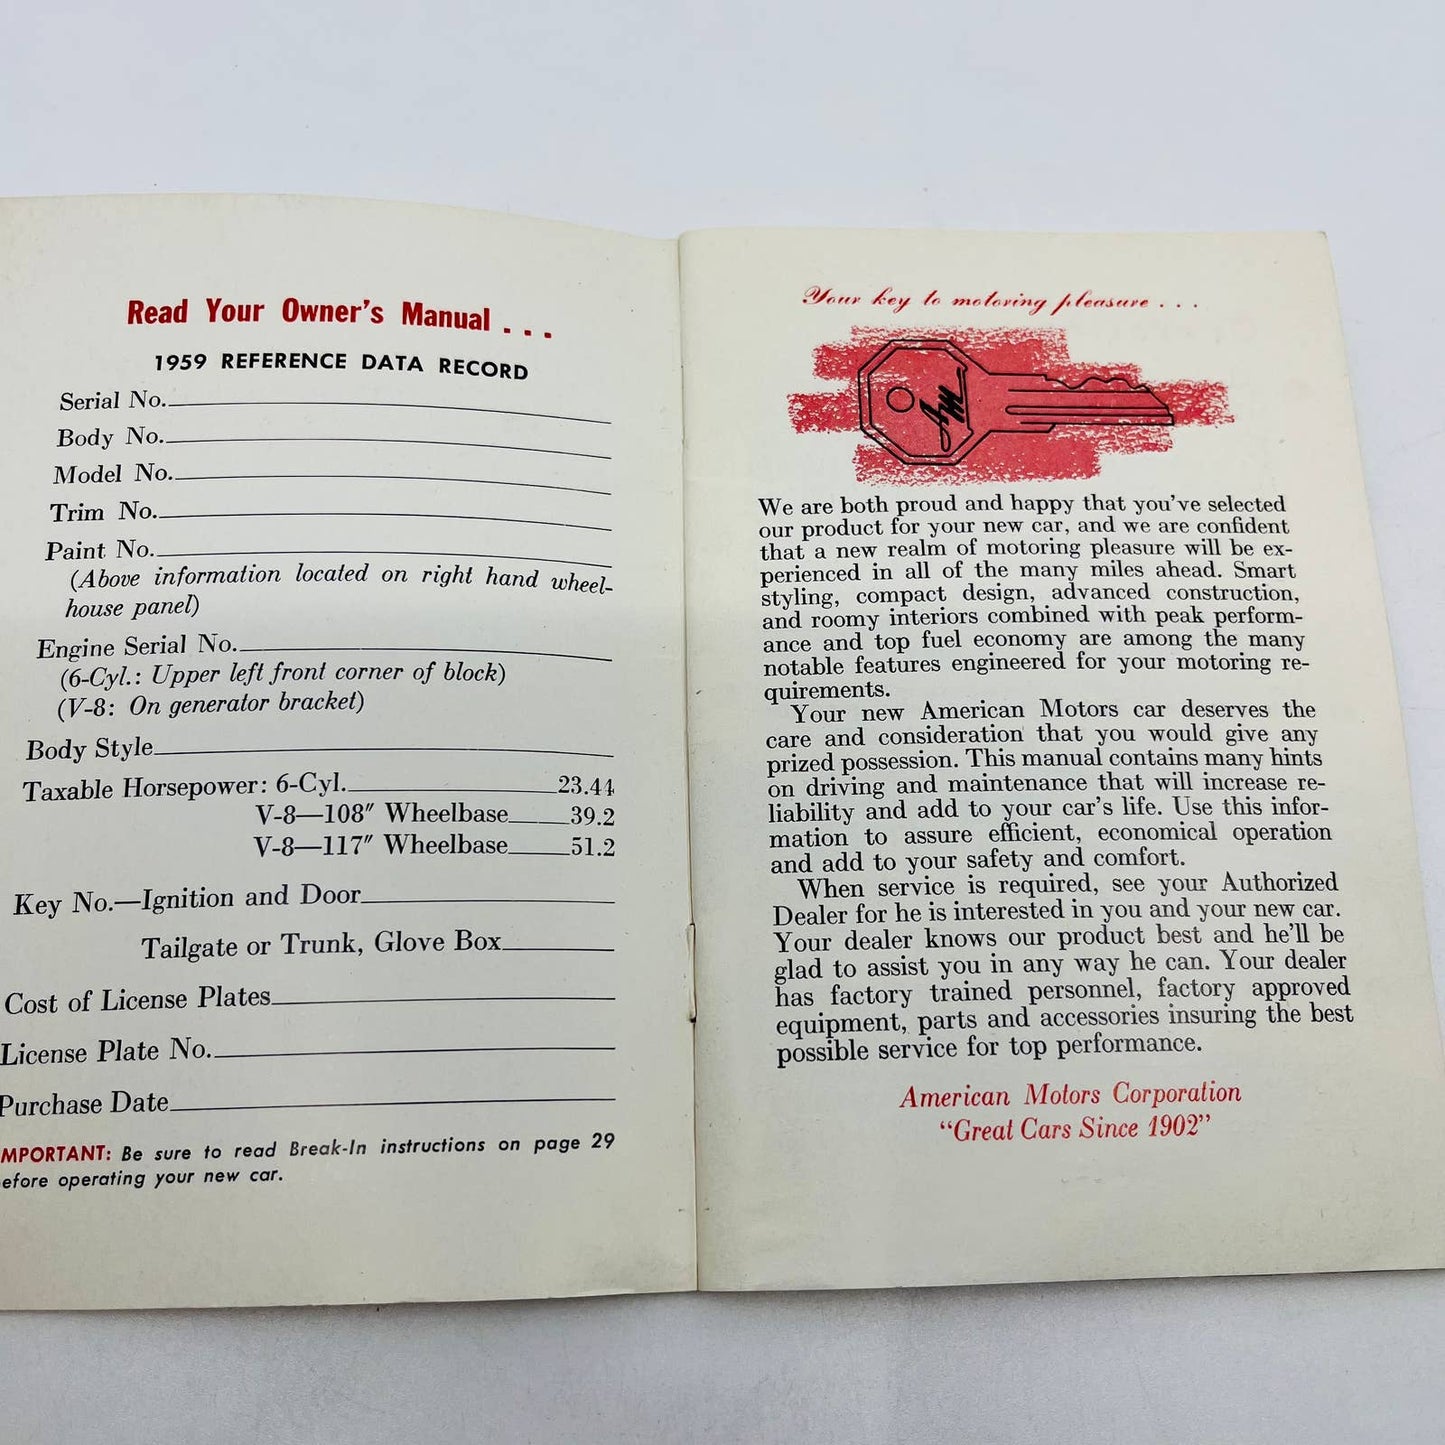 Read Your Owner's Manual . . .
1959 REFERENCE DATA RECORD
Serial No.
Body No.
Model No.
Trim No.
Paint No.
(Above information located on right hand wheel-
house panel)
Engine Serial No.
(6-Cyl.: Upper left front corner of block)
(V-8: On generator bracket)
Body Style
Taxable Horsepower: 6-Cyl. 23.44
V-8—108″ Wheelbase 39.2
V-8—117″ Wheelbase 51.2
Key No.—Ignition and Door
Tailgate or Trunk, Glove Box
Cost of License Plates
License Plate No.
Purchase Date
MPORTANT: Be sure to read Break-In instructions on page 29
efore operating your new car.
Your key to motoring pleasure . . .
AM
We are both proud and happy that you've selected
our product for your new car, and we are confident
that a new realm of motoring pleasure will be ex-
perienced in all of the many miles ahead. Smart
styling, compact design, advanced construction,
and roomy interiors combined with peak perform-
ance and top fuel economy are among the many
notable features engineered for your motoring re-
quirements.
Your new American Motors car deserves the
care and consideration that you would give any
prized possession. This manual contains many hints
on driving and maintenance that will increase re-
liability and add to your car's life. Use this infor-
mation to assure efficient, economical operation
and add to your safety and comfort.
When service is required, see your Authorized
Dealer for he is interested in you and your new car.
Your dealer knows our product best and he'll be
glad to assist you in any way he can. Your dealer
has factory trained personnel, factory approved
equipment, parts and accessories insuring the best
possible service for top performance.
American Motors Corporation
"Great Cars Since 1902"